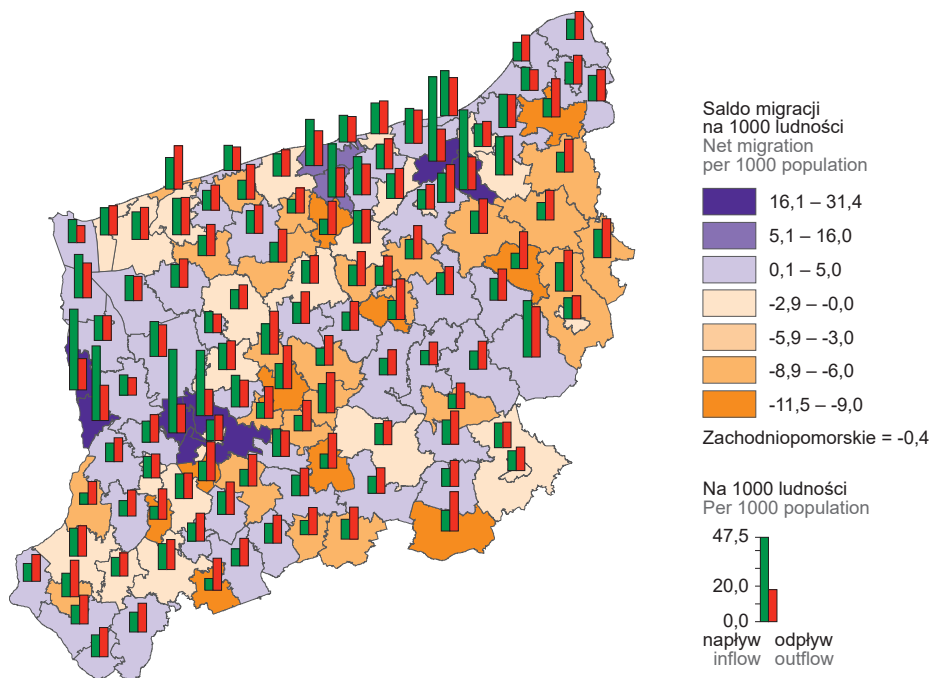 Saldo migracji
na 1000 ludności
Net migration
per 1000 population
16,1 – 31,4
5,1 – 16,0
0,1 – 5,0
-2,9 – -0,0
-5,9 – -3,0
-8,9 – -6,0
-11,5 – -9,0
Zachodniopomorskie = -0,4
Na 1000 ludności
Per 1000 population
47,5
20,0
0,0
napływ odpływ
inflow outflow